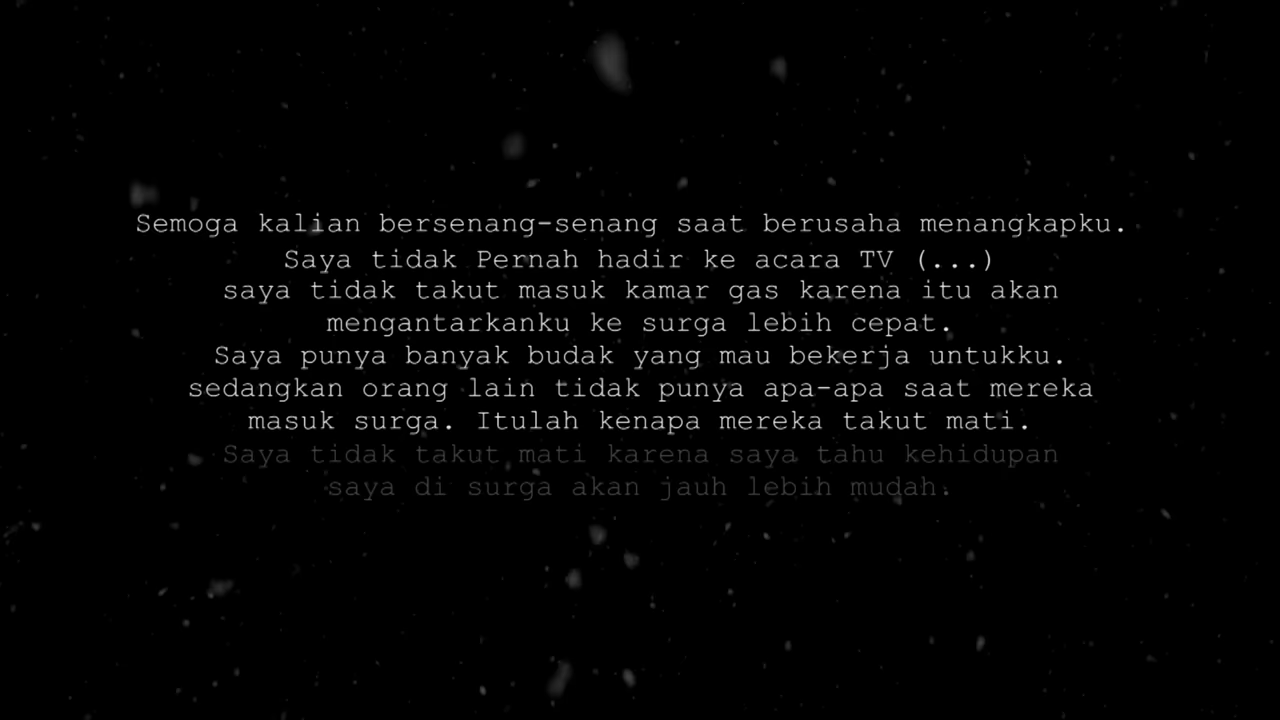 Semoga kalian bersenang-senang saat berusaha menangkapku.
Saya tidak Pernah hadir ke acara TV (...)
saya tidak takut masuk kamar gas karena itu akan
mengantarkanku ke surga lebih cepat.
Saya punya banyak budak yang mau bekerja untukku.
sedangkan orang lain tidak punya apa-apa saat mereka
masuk surga. Itulah kenapa mereka takut mati.
Saya tidak takut mati karena saya tahu kehidupan
saya di surga akan jauh lebih mudah.